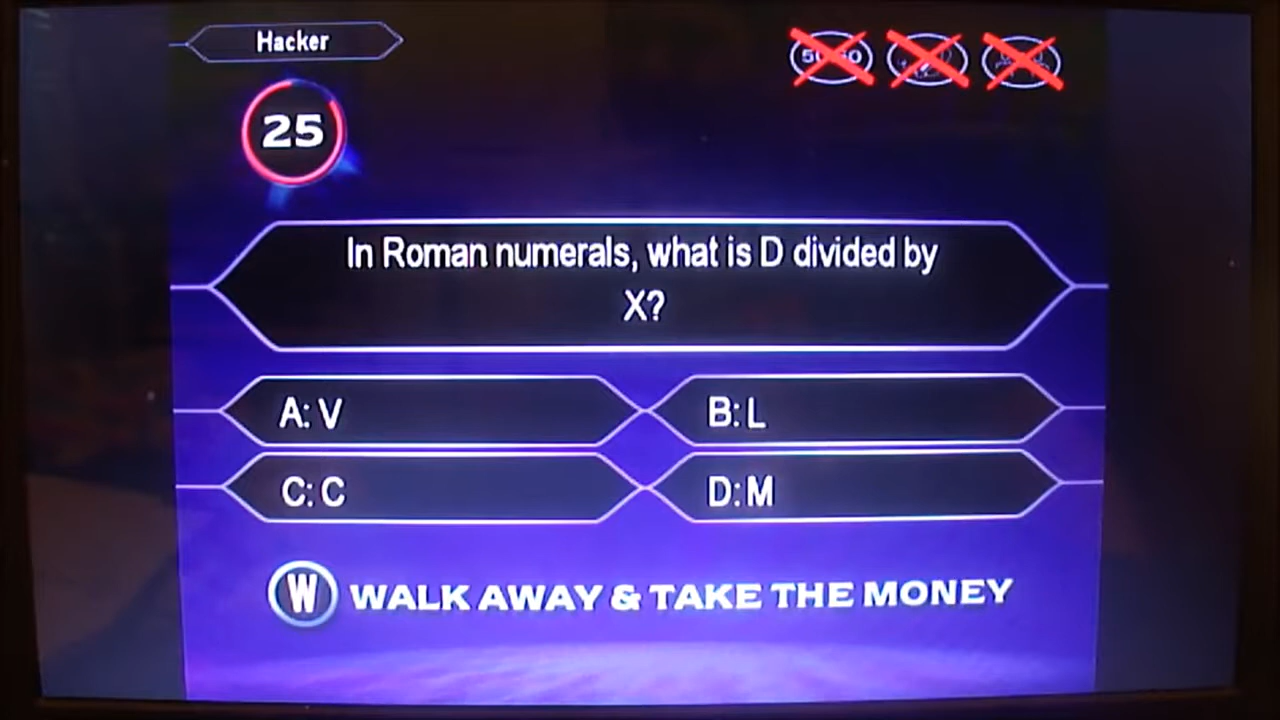 Hacker
25
In Roman numerals, what is D divided by
X?
A: V
B: L
C: C
D: M
W WALK AWAY & TAKE THE MONEY